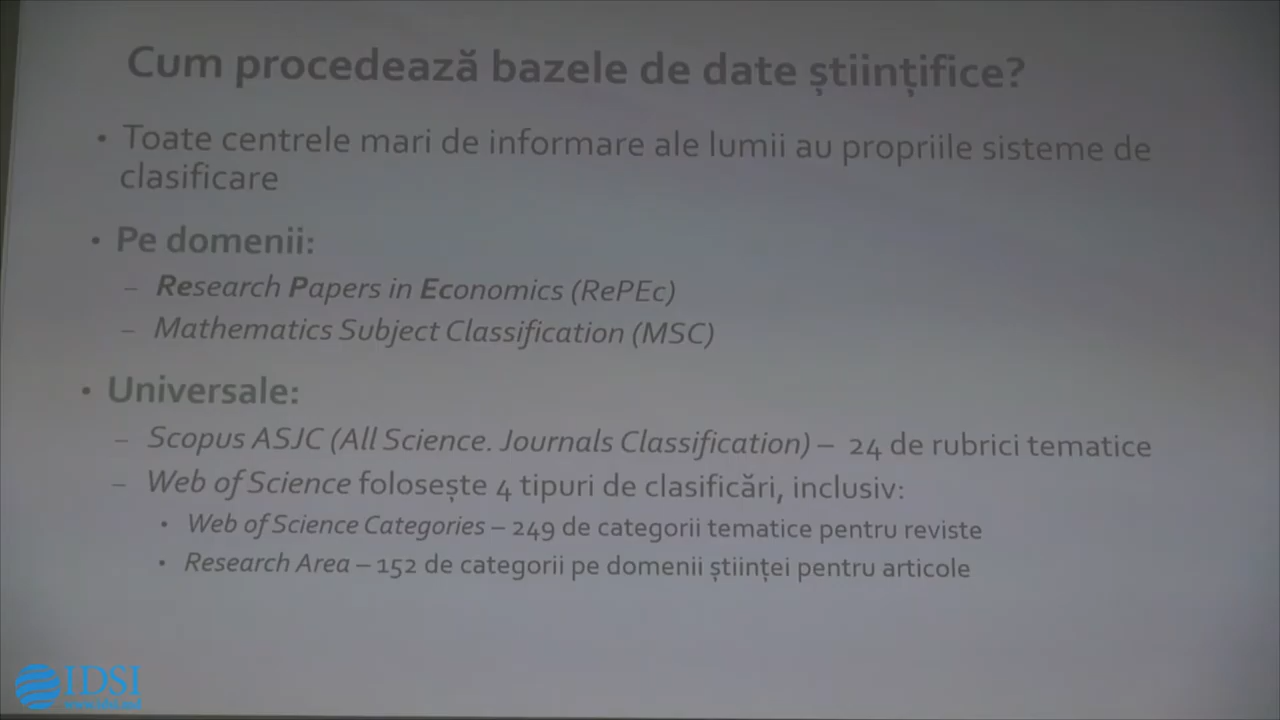 Cum procedează bazele de date științifice?
• Toate centrele mari de informare ale lumii au propriile sisteme de
clasificare
• Pe domenii:
– Research Papers in Economics (RePEc)
– Mathematics Subject Classification (MSC)
• Universale:
– Scopus ASJC (All Science. Journals Classification) – 24 de rubrici tematice
– Web of Science folosește 4 tipuri de clasificări, inclusiv:
• Web of Science Categories – 249 de categorii tematice pentru reviste
• Research Area – 152 de categorii pe domenii științei pentru articole
IDSI
www.idsi.md